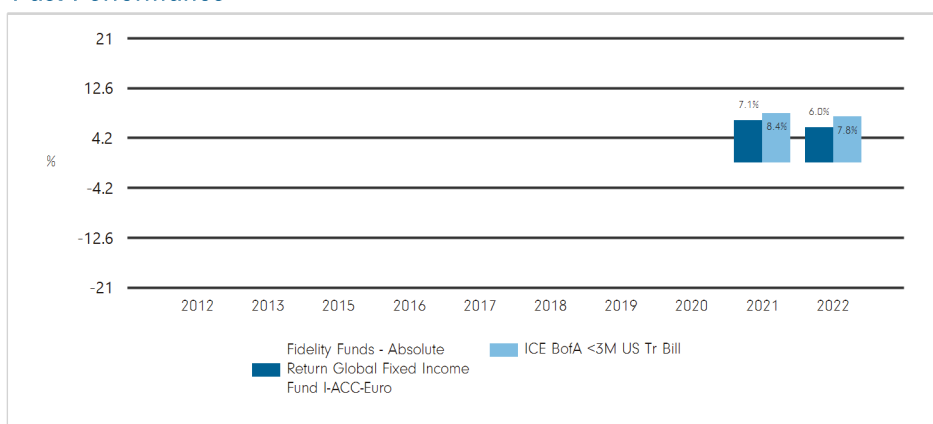 21
12.6
7.1%
6.0%
8.4%
7.8%
4.2
%
-4.2
-12.6
-21
2012 2013 2015 2016 2017 2018 2019 2020 2021 2022
Fidelity Funds - Absolute
Return Global Fixed Income
Fund I-ACC-Euro
ICE BofA <3M US Tr Bill